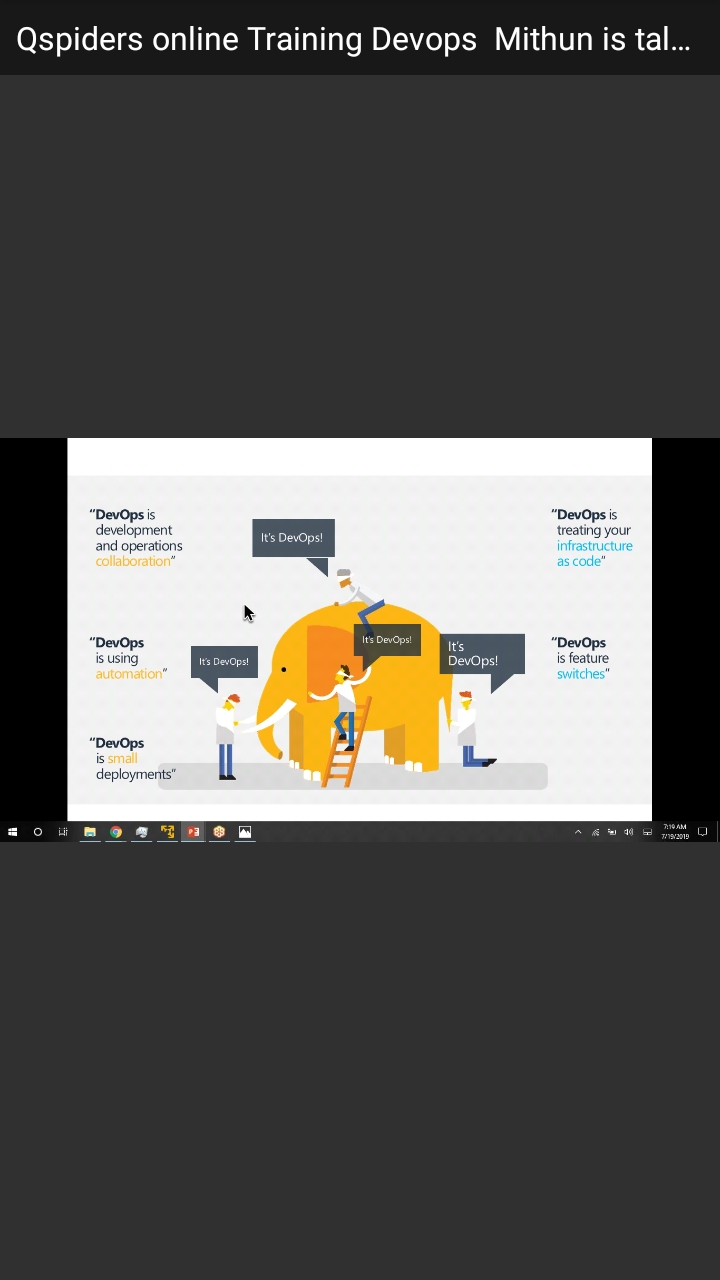 Qspiders online Training Devops  Mithun is tal...
“DevOps is
development
and operations
collaboration”
It's DevOps!
“DevOps is
treating your
infrastructure
as code”
“DevOps
is using
automation”
It's DevOps!
It's DevOps!
It's
DevOps!
“DevOps
is feature
switches”
“DevOps
is small
deployments”
7:19 AM
7/19/2019